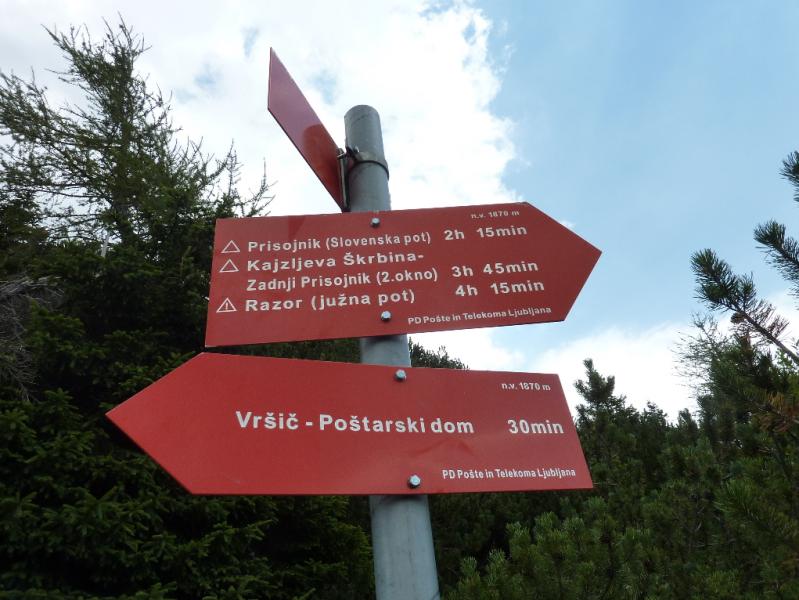 n.v. 1870 m
Prisojnik (Slovenska pot) 2h 15min
Kajzljeva Škrbina-
Zadnji Prisojnik (2.okno) 3h 45min
Razor (južna pot) 4h 15min
PD Pošte in Telekoma Ljubljana
n.v. 1870 m
Vršič - Poštarski dom 30min
PD Pošte in Telekoma Ljubljana